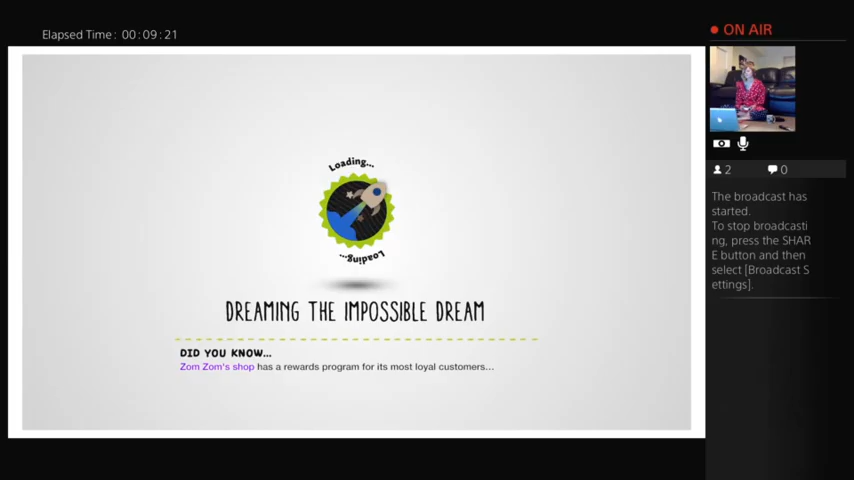 Elapsed Time: 00:09:21
ON AIR
Loading...
Loading...
DREAMING THE IMPOSSIBLE DREAM
DID YOU KNOW...
Zom Zom's shop has a rewards program for its most loyal customers...
2
0
The broadcast has
started.
To stop broadcasti
ng, press the SHAR
E button and then
select [Broadcast S
ettings].